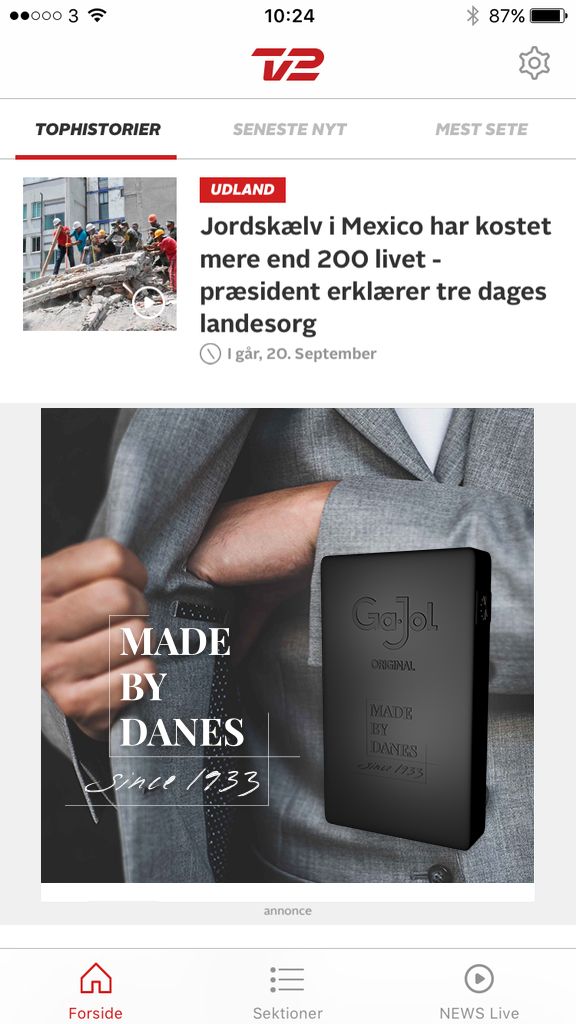 3 10:24 87%
TV2
TOPHISTORIER SENESTE NYT MEST SETE
UDLAND
Jordskælv i Mexico har kostet
mere end 200 livet -
præsident erklærer tre dages
landesorg
I går, 20. September
MADE
BY
DANES
since 1933
Ga-Jol
ORIGINAL
MADE
BY
DANES
since 1933
annonce
Forside Sektioner NEWS Live